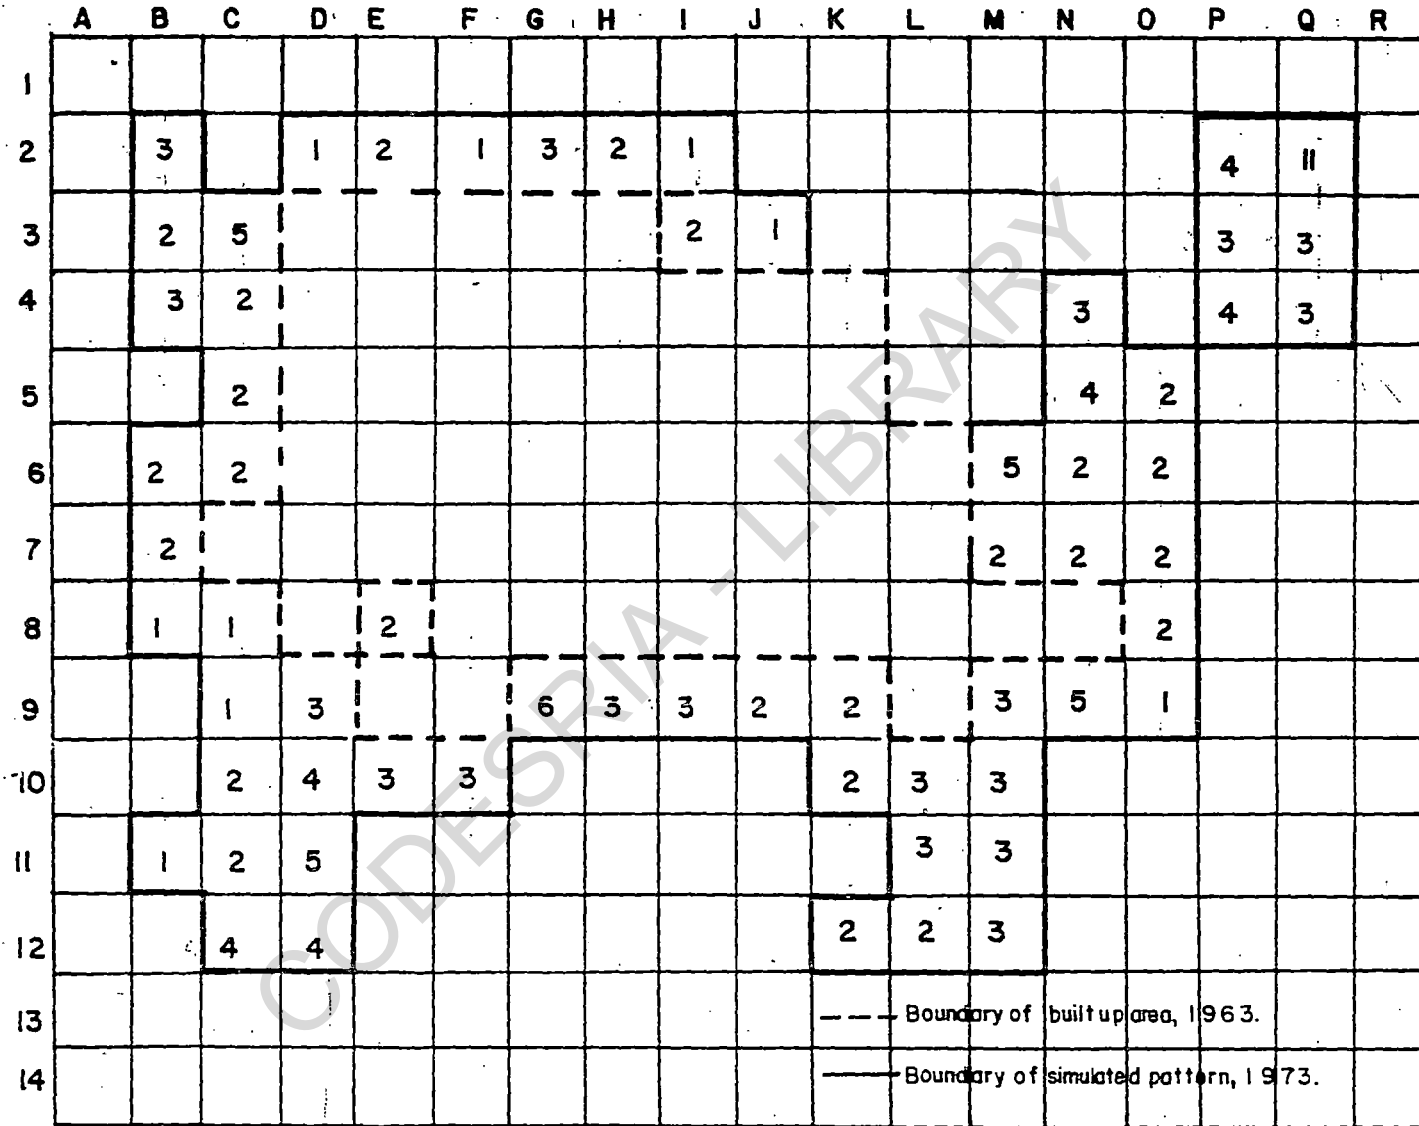 A B C D E F G H I J K L M N O P Q R
1
2 3 1 2 1 3 2 1 4 11
3 2 5 2 1 3 3
4 3 2 3 4 3
5 2 4 2
6 2 2 5 2 2
7 2 2 2 2
8 1 1 2 2
9 1 3 6 3 3 2 2 3 5 1
10 2 4 3 3 2 3 3
11 1 2 5 3 3
12 4 4 2 2 3
13 Boundary of built up area, 1963.
14 Boundary of simulated pattern, 1973.
CODESRIA - LIBRARY